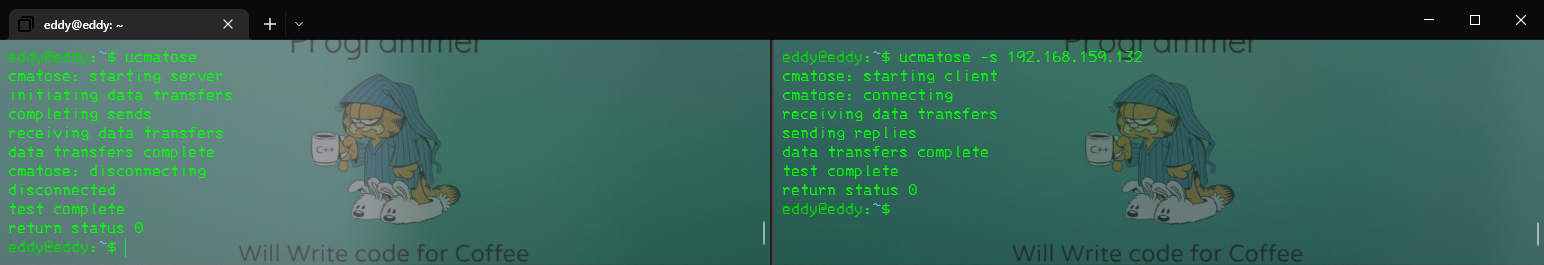 eddy@eddy: ~
Programmer
eddy@eddy:~$ ucmatose
cmatose: starting server
initiating data transfers
completing sends
receiving data transfers
data transfers complete
cmatose: disconnecting
disconnected
test complete
return status 0
eddy@eddy:~$
C++
Will Write code for Coffee
Programmer
eddy@eddy:~$ ucmatose -s 192.168.159.132
cmatose: starting client
cmatose: connecting
receiving data transfers
sending replies
data transfers complete
test complete
return status 0
eddy@eddy:~$
C++
Will Write code for Coffee